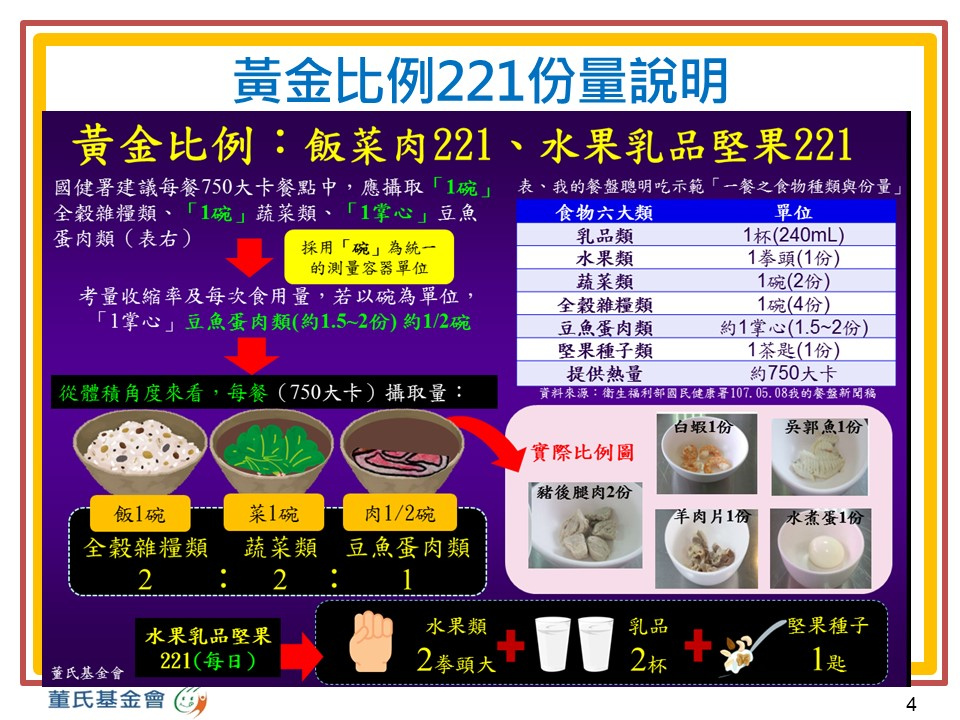 黃金比例221份量說明
黃金比例：飯菜肉221、水果乳品堅果221
國健署建議每餐750大卡餐點中，應攝取「1碗」
全穀雜糧類、「1碗」蔬菜類、「1掌心」豆魚
蛋肉類（表右）
採用「碗」為統一
的測量容器單位
考量收縮率及每次食用量，若以碗為單位，
「1掌心」豆魚蛋肉類(約1.5~2份) 約1/2碗
從體積角度來看，每餐（750大卡）攝取量：
飯1碗 菜1碗 肉1/2碗
全穀雜糧類 蔬菜類 豆魚蛋肉類
2 : 2 : 1
表、我的餐盤聰明吃示範「一餐之食物種類與份量」
食物六大類 單位
乳品類 1杯(240mL)
水果類 1拳頭(1份)
蔬菜類 1碗(2份)
全穀雜糧類 1碗(4份)
豆魚蛋肉類 約1掌心(1.5~2份)
堅果種子類 1茶匙(1份)
提供熱量 約750大卡
資料來源：衛生福利部國民健康署107.05.08我的餐盤新聞稿
實際比例圖
白蝦1份 吳郭魚1份
豬後腿肉2份
羊肉片1份 水煮蛋1份
水果乳品堅果
221(每日)
水果類 乳品 堅果種子
2拳頭大 2杯 1匙
董氏基金會
董氏基金會
4